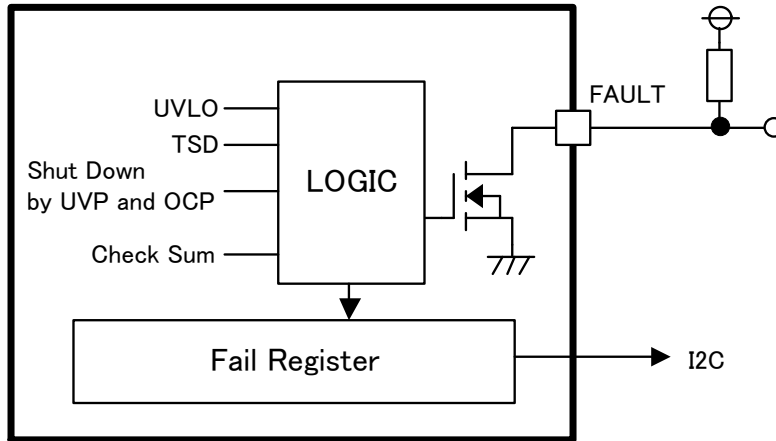 UVLO
TSD
Shut Down
by UVP and OCP
Check Sum
LOGIC
FAULT
Fail Register
I2C